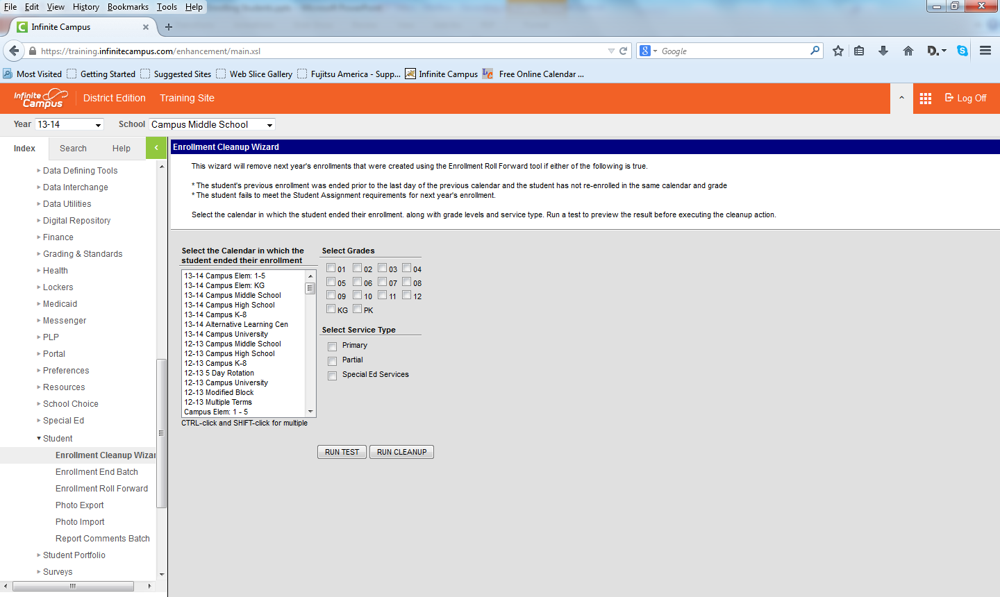 File Edit View History Bookmarks Tools Help
Infinite Campus
https://training.infinitecampus.com/enhancement/main.xsl
Google
D.
Most Visited Getting Started Suggested Sites Web Slice Gallery Fujitsu America - Supp... Infinite Campus Free Online Calendar ...
Infinite Campus District Edition Training Site Log Off
Year 13-14 School Campus Middle School
Index Search Help
Data Defining Tools
Data Interchange
Data Utilities
Digital Repository
Finance
Grading & Standards
Health
Lockers
Medicaid
Messenger
PLP
Portal
Preferences
Resources
School Choice
Special Ed
Student
Enrollment Cleanup Wizar
Enrollment End Batch
Enrollment Roll Forward
Photo Export
Photo Import
Report Comments Batch
Student Portfolio
Surveys
Enrollment Cleanup Wizard
This wizard will remove next year's enrollments that were created using the Enrollment Roll Forward tool if either of the following is true.
* The student's previous enrollment was ended prior to the last day of the previous calendar and the student has not re-enrolled in the same calendar and grade
* The student fails to meet the Student Assignment requirements for next year's enrollment.
Select the calendar in which the student ended their enrollment. along with grade levels and service type. Run a test to preview the result before executing the cleanup action.
Select the Calendar in which the
student ended their enrollment
13-14 Campus Elem: 1-5
13-14 Campus Elem: KG
13-14 Campus Middle School
13-14 Campus High School
13-14 Campus K-8
13-14 Alternative Learning Cen
13-14 Campus University
12-13 Campus Middle School
12-13 Campus High School
12-13 Campus K-8
12-13 5 Day Rotation
12-13 Campus University
12-13 Modified Block
12-13 Multiple Terms
Campus Elem: 1 - 5
CTRL-click and SHIFT-click for multiple
Select Grades
01 02 03 04
05 06 07 08
09 10 11 12
KG PK
Select Service Type
Primary
Partial
Special Ed Services
RUN TEST RUN CLEANUP